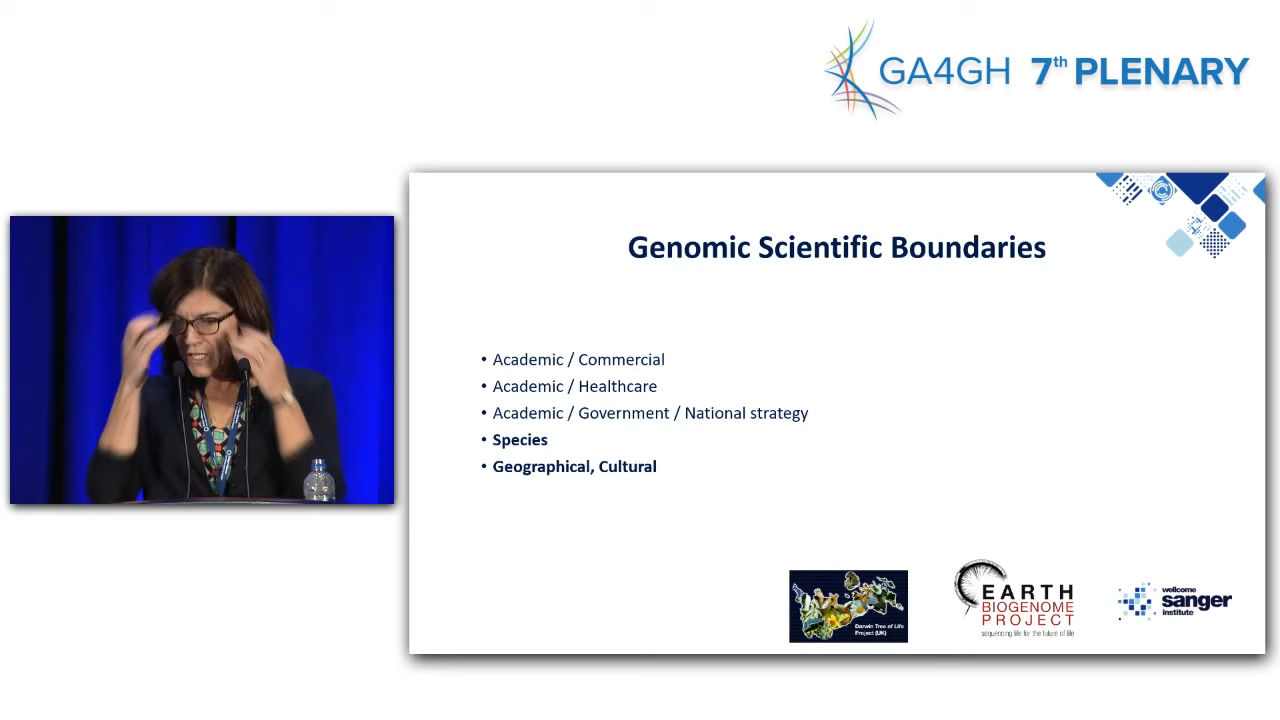 GA4GH 7th PLENARY
Genomic Scientific Boundaries
• Academic / Commercial
• Academic / Healthcare
• Academic / Government / National strategy
• Species
• Geographical, Cultural
Darwin Tree of Life
Project (UK)
EARTH
BIOGENOME
PROJECT
sequencing life for the future of life
wellcome
sanger
institute